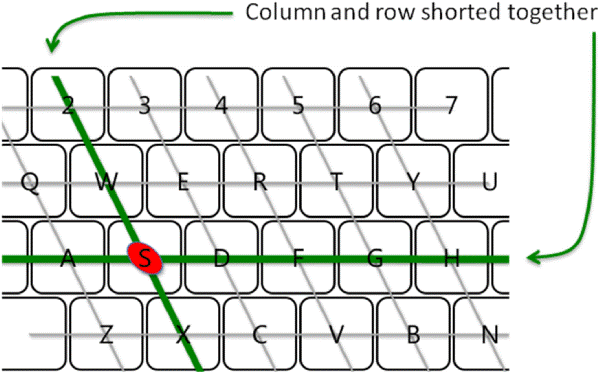 Column and row shorted together
2 3 4 5 6 7
Q W E R T Y U
A S D F G H
Z X C V B N